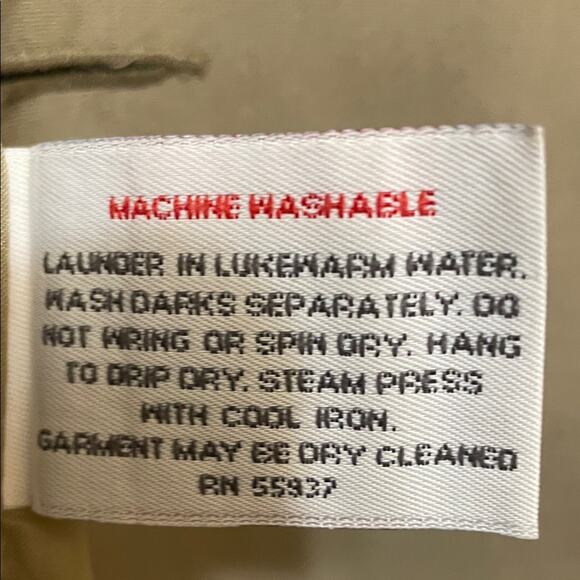 MACHINE WASHABLE
LAUNDER IN LUKEWARM WATER.
WASH DARKS SEPARATELY. DO
NOT WRING OR SPIN DRY. HANG
TO DRIP DRY. STEAM PRESS
WITH COOL IRON.
GARMENT MAY BE DRY CLEANED
RN 55937